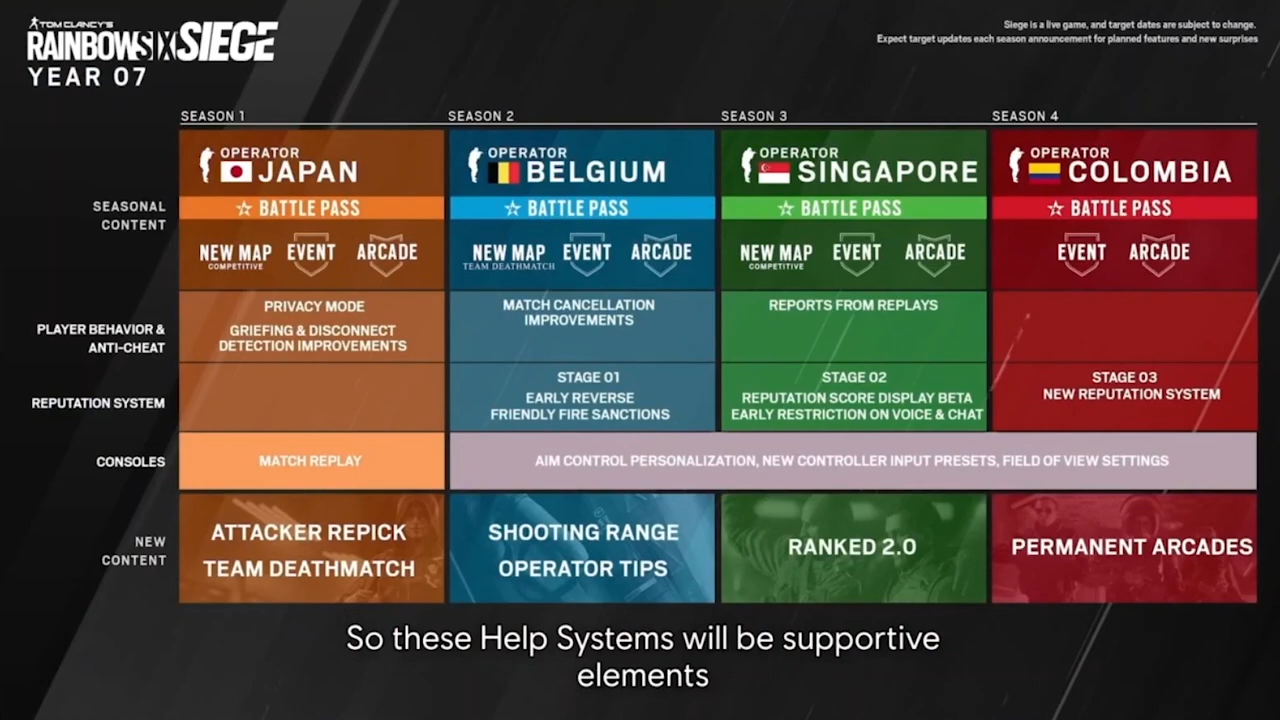 TOM CLANCY'S
RAINBOWSIX SIEGE
YEAR 07
Siege is a live game, and target dates are subject to change.
Expect target updates each season announcement for planned features and new surprises
SEASON 1
SEASON 2
SEASON 3
SEASON 4
SEASONAL
CONTENT
OPERATOR
JAPAN
BATTLE PASS
NEW MAP
COMPETITIVE
EVENT
ARCADE
OPERATOR
BELGIUM
BATTLE PASS
NEW MAP
TEAM DEATHMATCH
EVENT
ARCADE
OPERATOR
SINGAPORE
BATTLE PASS
NEW MAP
COMPETITIVE
EVENT
ARCADE
OPERATOR
COLOMBIA
BATTLE PASS
EVENT
ARCADE
PLAYER BEHAVIOR &
ANTI-CHEAT
PRIVACY MODE
GRIEFING & DISCONNECT
DETECTION IMPROVEMENTS
MATCH CANCELLATION
IMPROVEMENTS
REPORTS FROM REPLAYS
REPUTATION SYSTEM
STAGE 01
EARLY REVERSE
FRIENDLY FIRE SANCTIONS
STAGE 02
REPUTATION SCORE DISPLAY BETA
EARLY RESTRICTION ON VOICE & CHAT
STAGE 03
NEW REPUTATION SYSTEM
CONSOLES
MATCH REPLAY
AIM CONTROL PERSONALIZATION, NEW CONTROLLER INPUT PRESETS, FIELD OF VIEW SETTINGS
NEW
CONTENT
ATTACKER REPICK
TEAM DEATHMATCH
SHOOTING RANGE
OPERATOR TIPS
RANKED 2.0
PERMANENT ARCADES
So these Help Systems will be supportive
elements